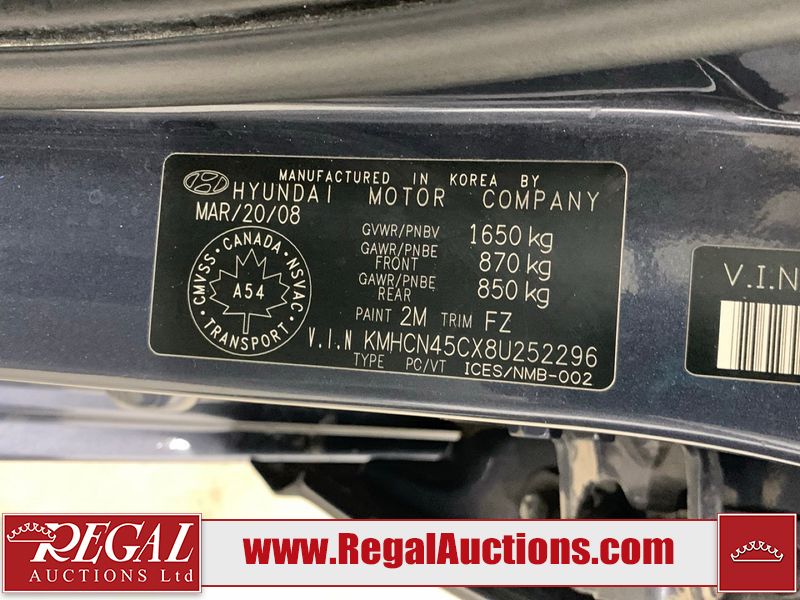 MANUFACTURED IN KOREA BY
HYUNDAI MOTOR COMPANY
MAR/20/08
GVWR/PNBV 1650 kg
GAWR/PNBE FRONT 870 kg
GAWR/PNBE REAR 850 kg
CMVSS · CANADA · NSVAC
A54
TRANSPORT
PAINT 2M TRIM FZ
V.I.N KMHCN45CX8U252296
TYPE PC/VT ICES/NMB-002
V.I.N
REGAL
AUCTIONS Ltd
www.RegalAuctions.com